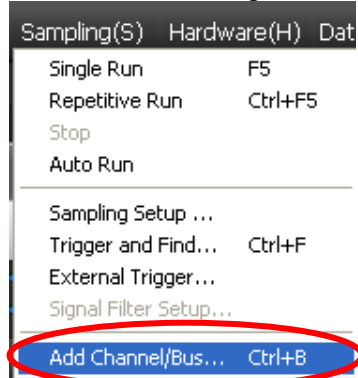 Sampling(S) Hardware(H) Dat
Single Run F5
Repetitive Run Ctrl+F5
Stop
Auto Run
Sampling Setup ...
Trigger and Find... Ctrl+F
External Trigger...
Signal Filter Setup...
Add Channel/Bus... Ctrl+B